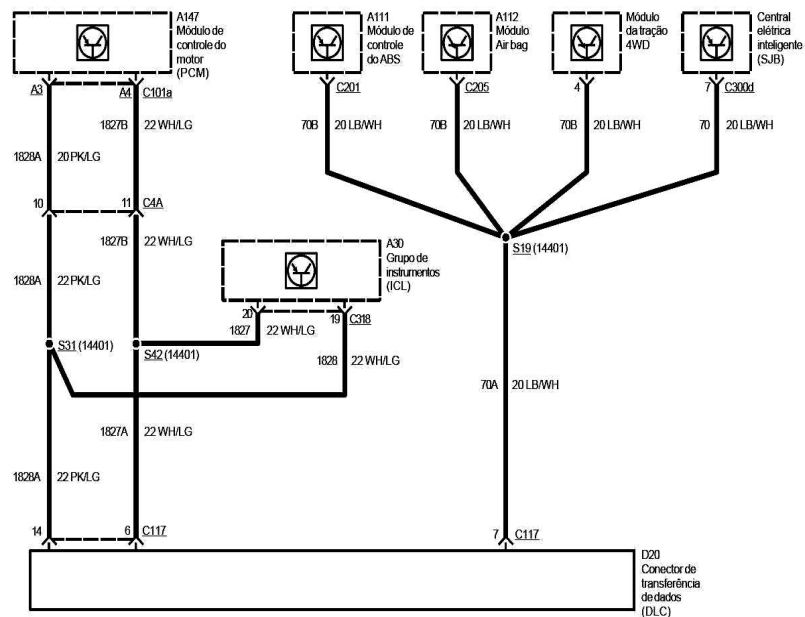 A147
Módulo de
controle do
motor
(PCM)
A111
Módulo de
controle
do ABS
A112
Módulo
Air bag
Módulo
da tração
4WD
Central
elétrica
inteligente
(SJB)
A3
A4
C101a
C201
C205
4
7
C300d
1827B
22 WH/LG
70B
20 LB/WH
70B
20 LB/WH
70B
20 LB/WH
70
20 LB/WH
1828A
20 PK/LG
10
11
C4A
1827B
22 WH/LG
A30
Grupo de
instrumentos
(ICL)
S19 (14401)
1828A
22 PK/LG
20
19
C318
1827
22 WH/LG
S31 (14401)
S42 (14401)
1828
22 WH/LG
70A
20 LB/WH
1827A
22 WH/LG
1828A
22 PK/LG
14
6
C117
7
C117
D20
Conector de
transferência
de dados
(DLC)